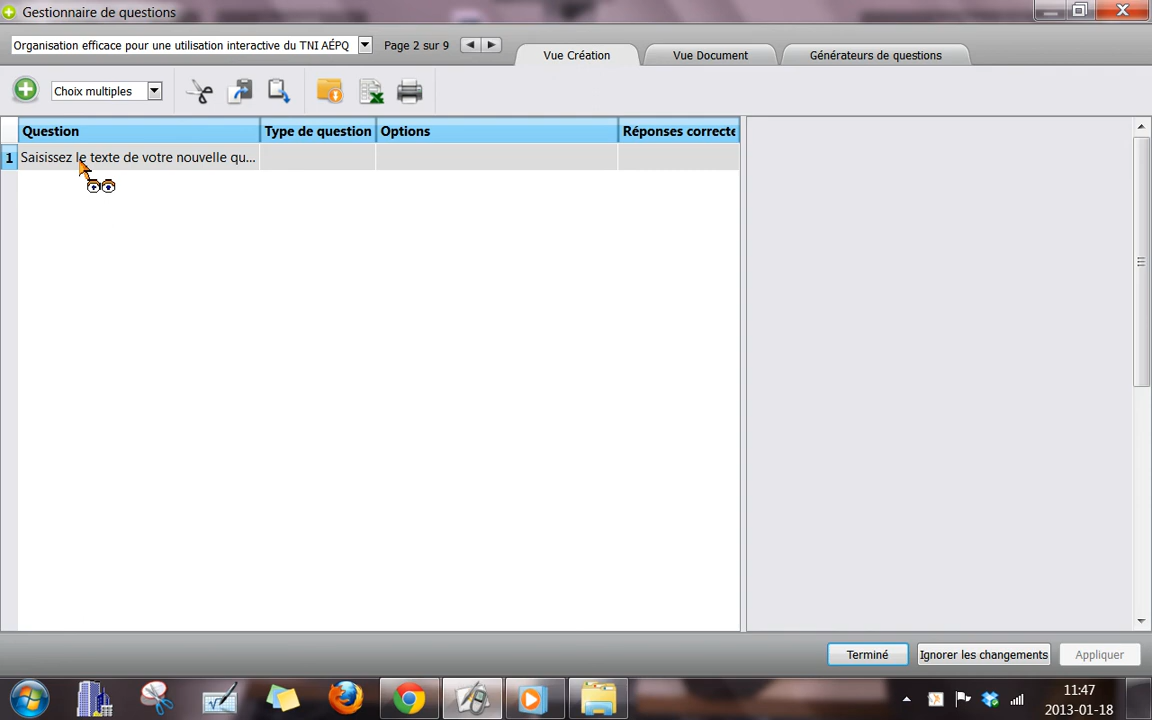 Gestionnaire de questions
Organisation efficace pour une utilisation interactive du TNI AÉPQ Page 2 sur 9 Vue Création Vue Document Générateurs de questions
Choix multiples
Question Type de question Options Réponses correcte
1 Saisissez le texte de votre nouvelle qu...
Terminé Ignorer les changements Appliquer
11:47
2013-01-18